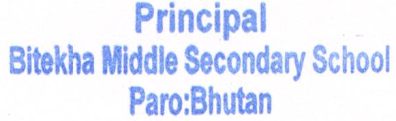 Principal
Bitekha Middle Secondary School
Paro:Bhutan